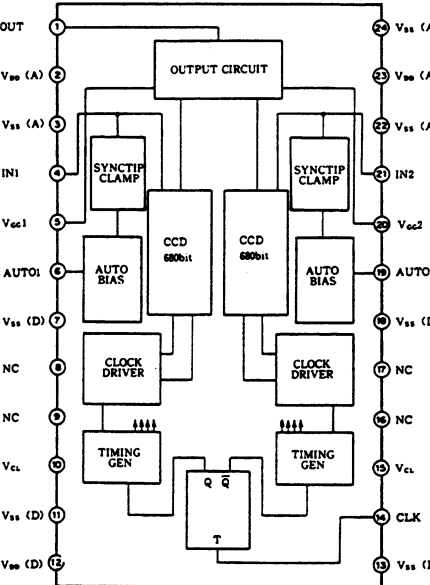 OUT 1
VDD (A) 2
VSS (A) 3
IN1 4
VGG1 5
AUTO1 6
VSS (D) 7
NC 8
NC 9
VCL 10
VSS (D) 11
VDD (D) 12
OUTPUT CIRCUIT
SYNCTIP
CLAMP
SYNCTIP
CLAMP
CCD
680bit
CCD
680bit
AUTO
BIAS
AUTO
BIAS
CLOCK
DRIVER
CLOCK
DRIVER
TIMING
GEN
TIMING
GEN
Q Q̅
T
24 VSS (A
23 VDD (A
22 VSS (A
21 IN2
20 VGG2
19 AUTO
18 VSS (D
17 NC
16 NC
15 VCL
14 CLK
13 VSS (